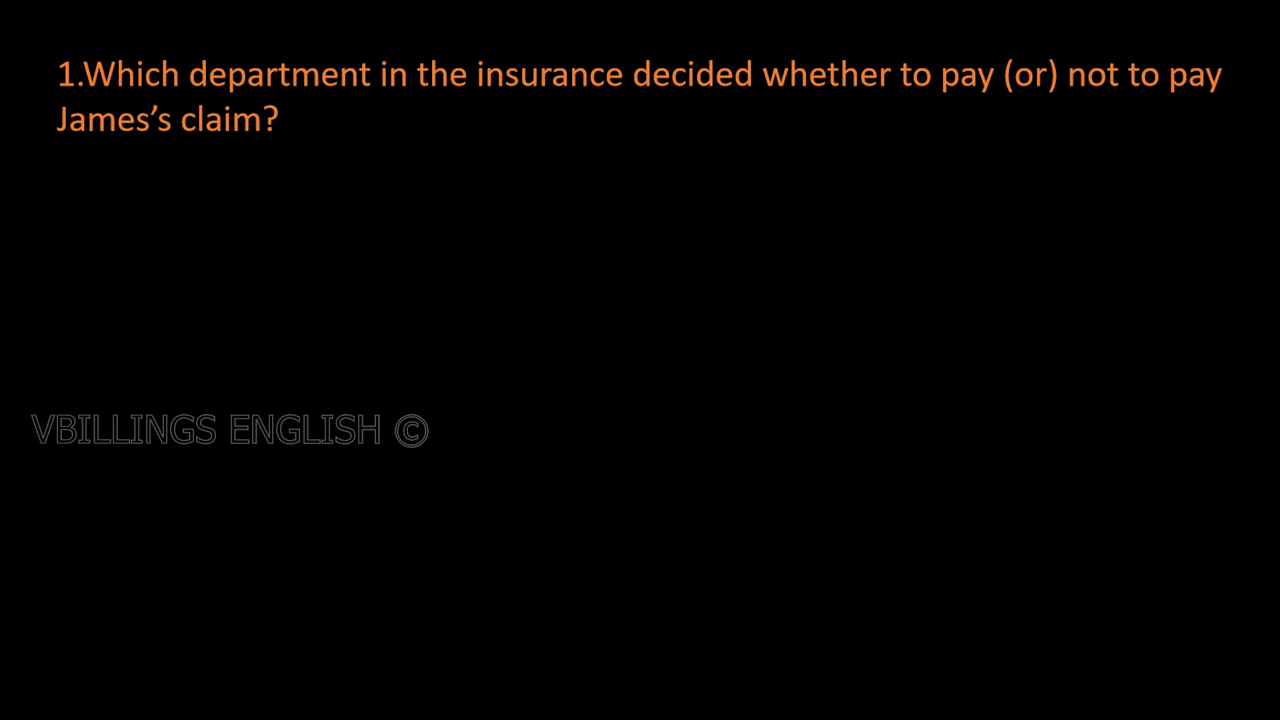 1.Which department in the insurance decided whether to pay (or) not to pay
James’s claim?
VBILLINGS ENGLISH ©